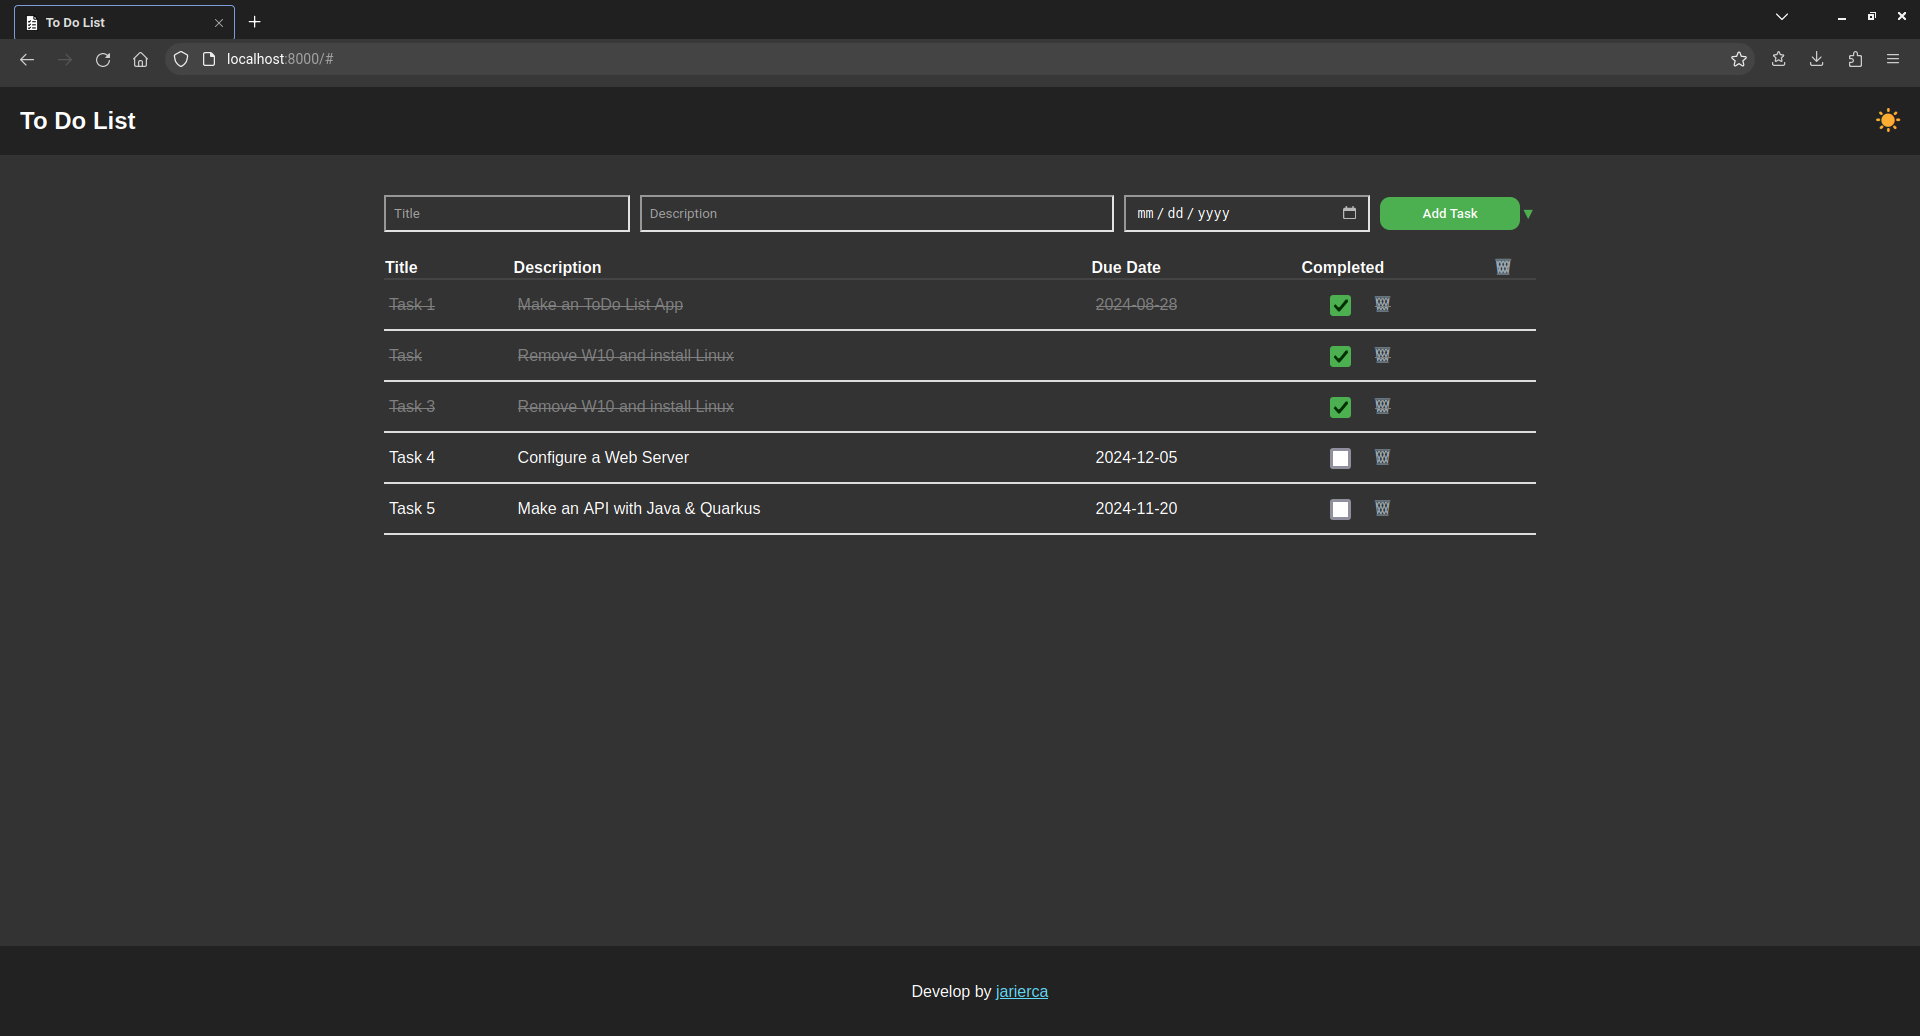 To Do List
localhost:8000/#
To Do List
Title Description mm / dd / yyyy Add Task ▼
Title Description Due Date Completed
Task 1 Make an ToDo List App 2024-08-28
Task Remove W10 and install Linux
Task 3 Remove W10 and install Linux
Task 4 Configure a Web Server 2024-12-05
Task 5 Make an API with Java & Quarkus 2024-11-20
Develop by jarierca